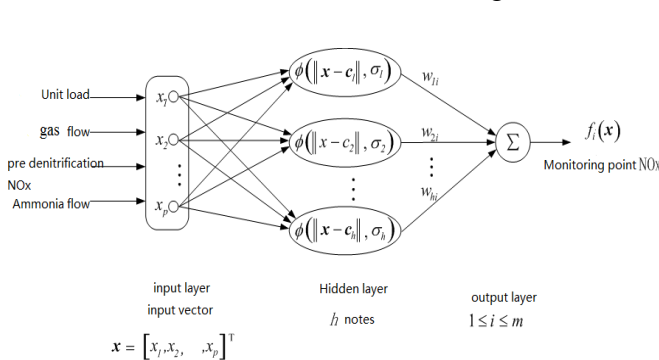 Unit load
gas flow
pre denitrification
NOx
Ammonia flow
x₁
x₂
⋮
xₚ
ϕ(‖x−c₁‖, σ₁)
ϕ(‖x−c₂‖, σ₂)
⋮
ϕ(‖x−cₕ‖, σₕ)
w₁ᵢ
w₂ᵢ
⋮
wₕᵢ
Σ
fᵢ(x)
Monitoring point NOx
input layer
input vector
x = [x₁,x₂, ,xₚ]ᵀ
Hidden layer
h notes
output layer
1≤i≤m